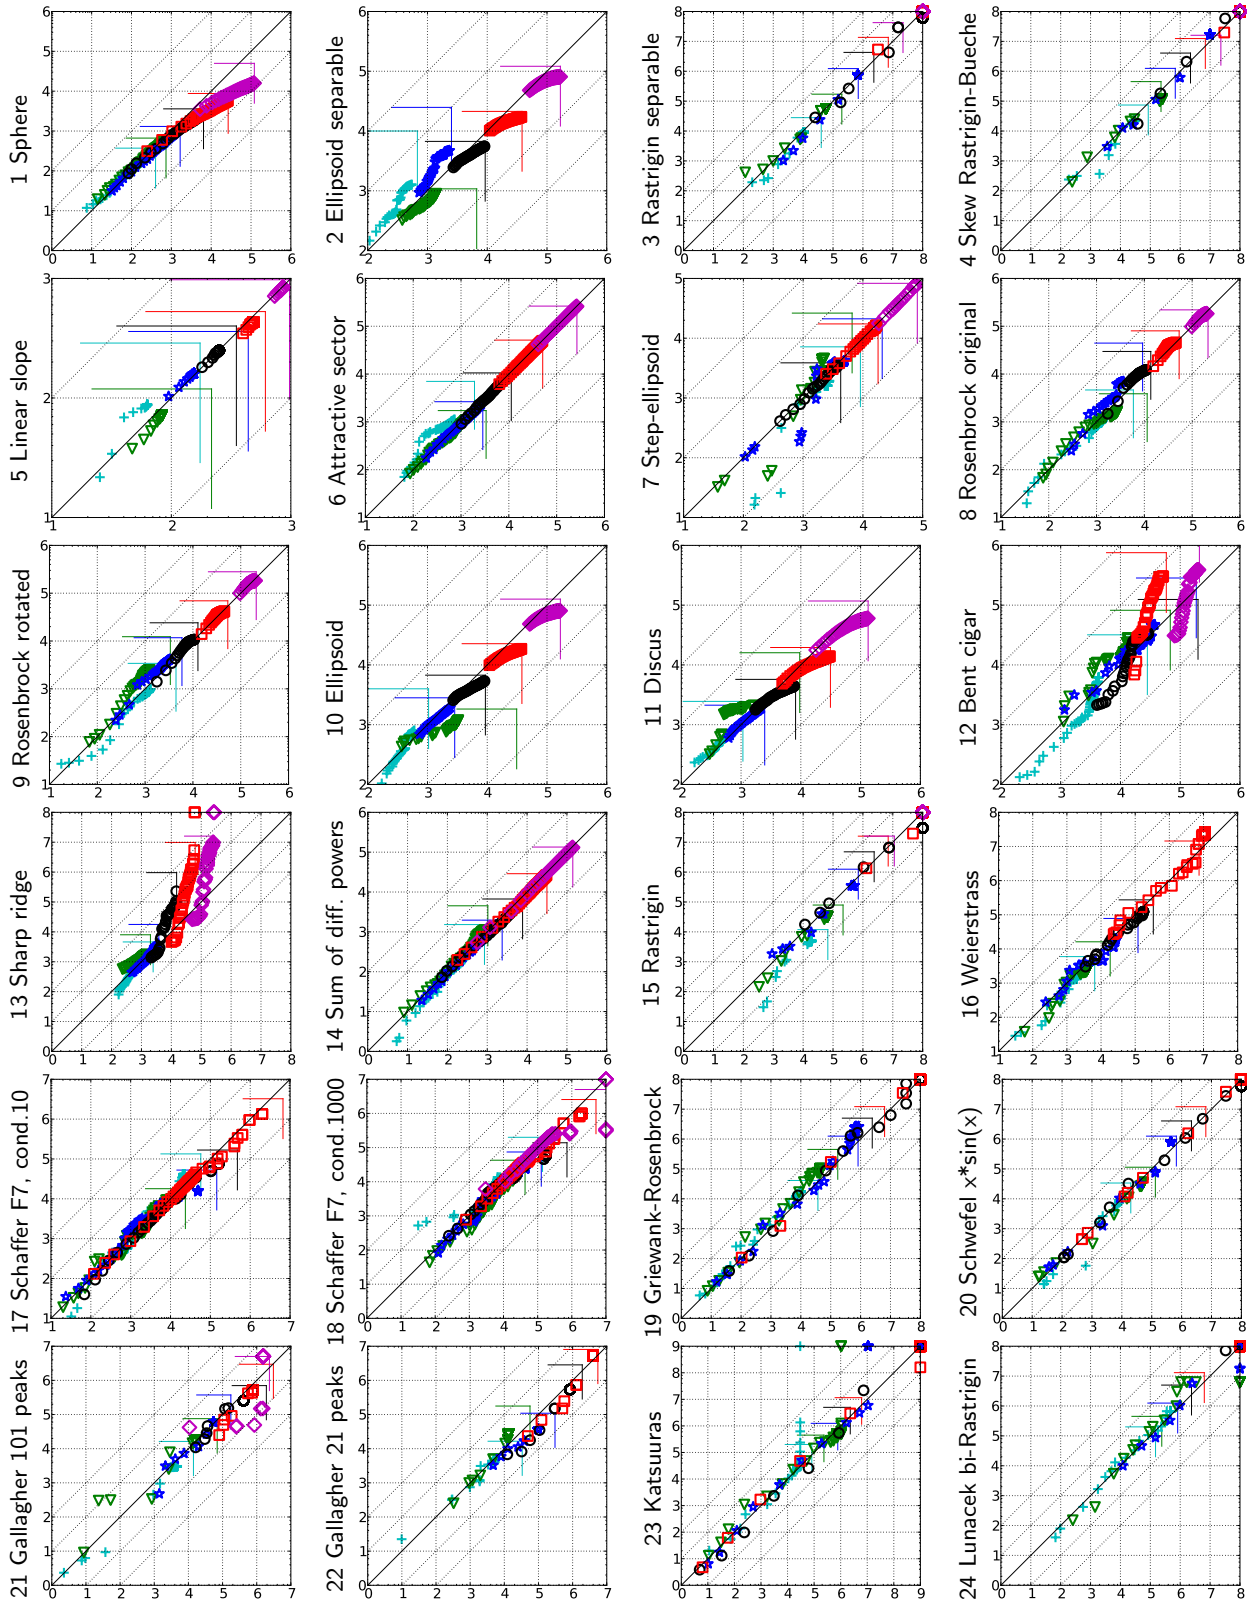 1 Sphere
2 Ellipsoid separable
3 Rastrigin separable
4 Skew Rastrigin-Bueche
5 Linear slope
6 Attractive sector
7 Step-ellipsoid
8 Rosenbrock original
9 Rosenbrock rotated
10 Ellipsoid
11 Discus
12 Bent cigar
13 Sharp ridge
14 Sum of diff. powers
15 Rastrigin
16 Weierstrass
17 Schaffer F7, cond.10
18 Schaffer F7, cond.1000
19 Griewank-Rosenbrock
20 Schwefel x*sin(x)
21 Gallagher 101 peaks
22 Gallagher 21 peaks
23 Katsuuras
24 Lunacek bi-Rastrigin